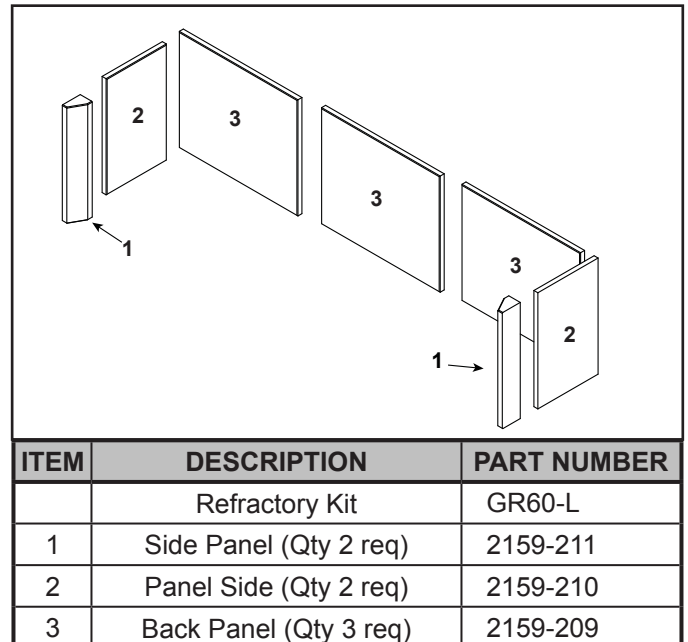 2
3
3
3
2
1
1
ITEM DESCRIPTION PART NUMBER
Refractory Kit GR60-L
1 Side Panel (Qty 2 req) 2159-211
2 Panel Side (Qty 2 req) 2159-210
3 Back Panel (Qty 3 req) 2159-209